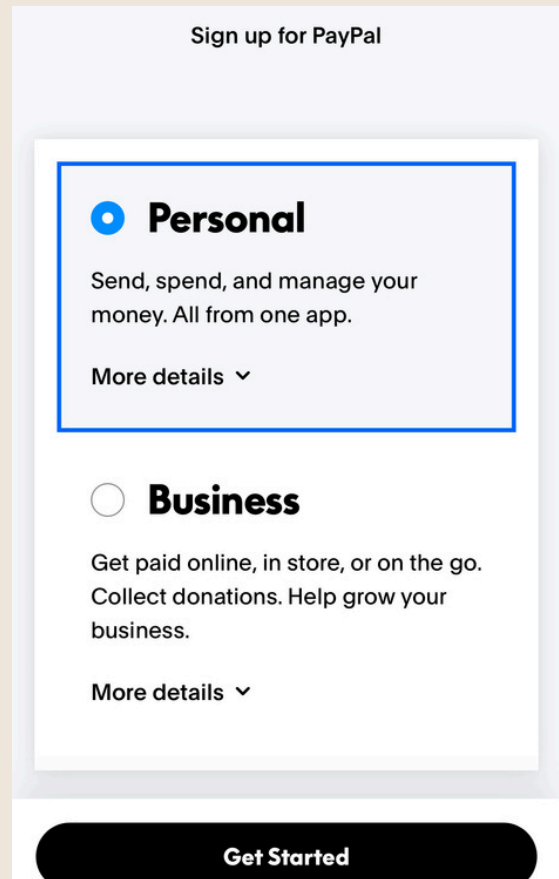 Sign up for PayPal
Personal
Send, spend, and manage your
money. All from one app.
More details
Business
Get paid online, in store, or on the go.
Collect donations. Help grow your
business.
More details
Get Started